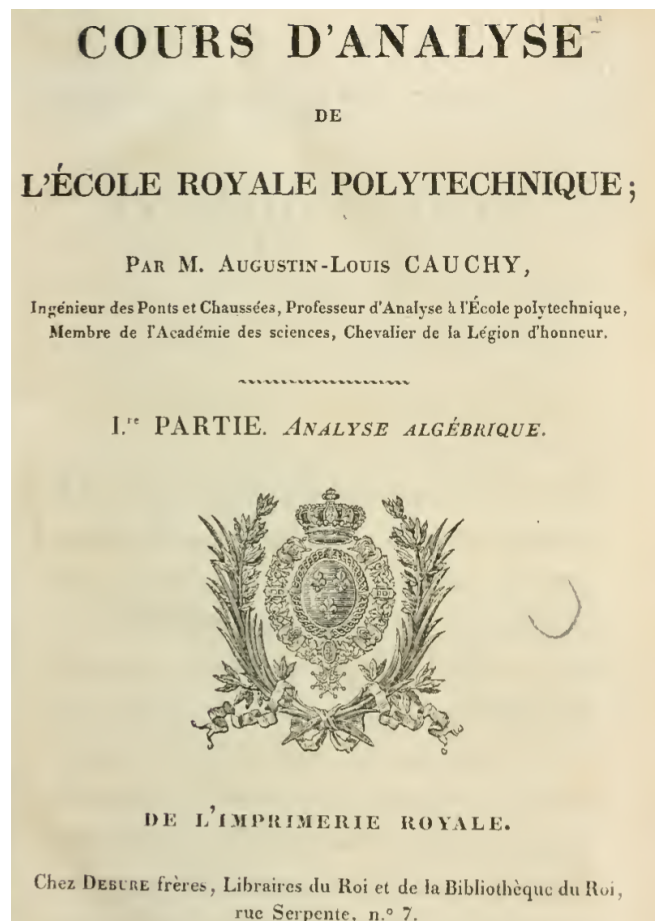 COURS D'ANALYSE
DE
L'ÉCOLE ROYALE POLYTECHNIQUE;
PAR M. AUGUSTIN-LOUIS CAUCHY,
Ingénieur des Ponts et Chaussées, Professeur d'Analyse à l'École polytechnique,
Membre de l'Académie des sciences, Chevalier de la Légion d'honneur.
I.re PARTIE. ANALYSE ALGÉBRIQUE.
DE L'IMPRIMERIE ROYALE.
Chez DEBURE frères, Libraires du Roi et de la Bibliothèque du Roi,
rue Serpente, n.º 7.